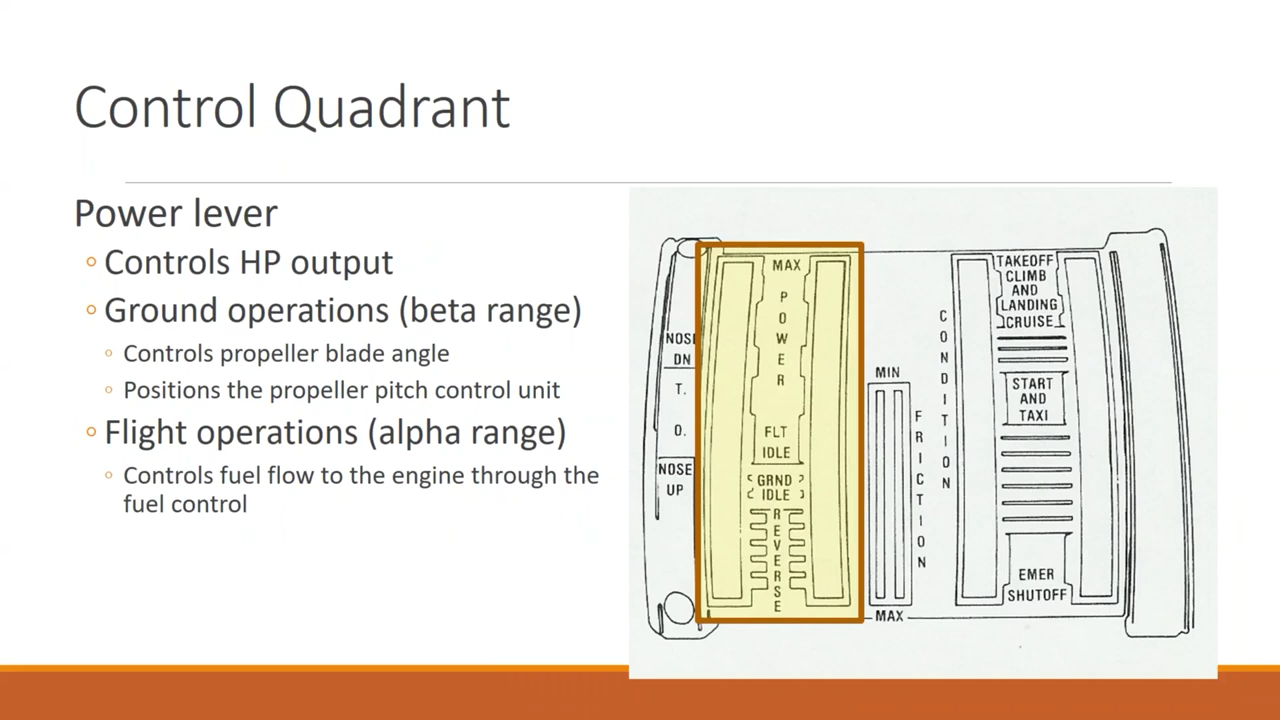 Control Quadrant
Power lever
◦ Controls HP output
◦ Ground operations (beta range)
◦ Controls propeller blade angle
◦ Positions the propeller pitch control unit
◦ Flight operations (alpha range)
◦ Controls fuel flow to the engine through the
fuel control
NOSE
DN
T.
O.
NOSE
UP
MAX
POWER
FLT
IDLE
GRND
IDLE
REVERSE
MIN
FRICTION
MAX
CONDITION
TAKEOFF
CLIMB
AND
LANDING
CRUISE
START
AND
TAXI
EMER
SHUTOFF